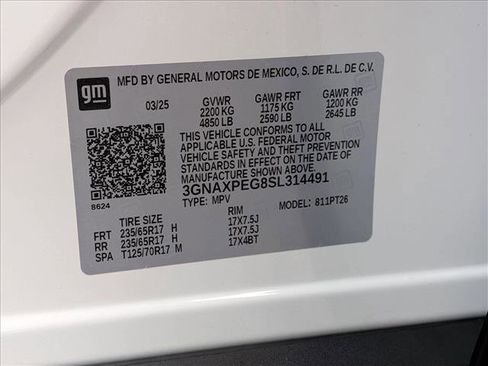 gm
MFD BY GENERAL MOTORS DE MEXICO, S. DE R.L. DE C.V.
03/25 GVWR GAWR FRT GAWR RR
2200 KG 1175 KG 1200 KG
4850 LB 2590 LB 2645 LB
THIS VEHICLE CONFORMS TO ALL
APPLICABLE U.S. FEDERAL MOTOR
VEHICLE SAFETY AND THEFT
PREVENTION STANDARDS IN EFFECT
ON THE DATE OF MANUFACTURE
SHOWN ABOVE.
3GNAXPEG8SL314491
8624
TYPE: MPV MODEL: 811PT26
TIRE SIZE RIM
FRT 235/65R17 H 17X7.5J
RR 235/65R17 H 17X7.5J
SPA T125/70R17 M 17X4BT